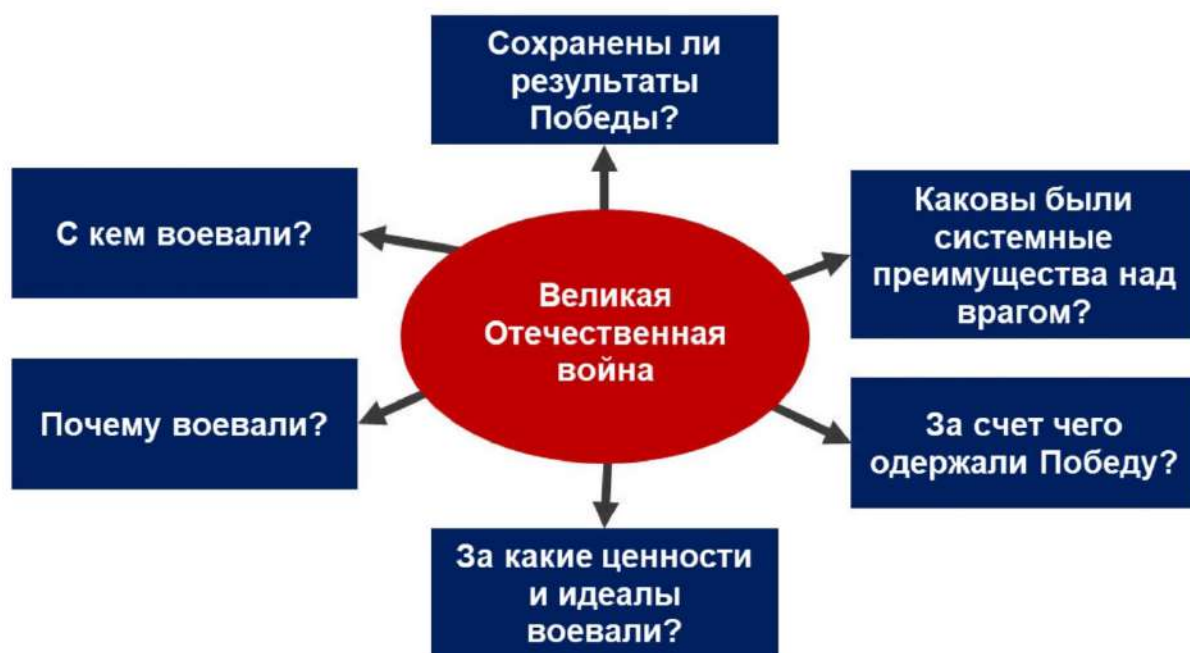 Сохранены ли
результаты
Победы?
С кем воевали?
Каковы были
системные
преимущества над
врагом?
Великая
Отечественная
война
Почему воевали?
За счет чего
одержали Победу?
За какие ценности
и идеалы
воевали?